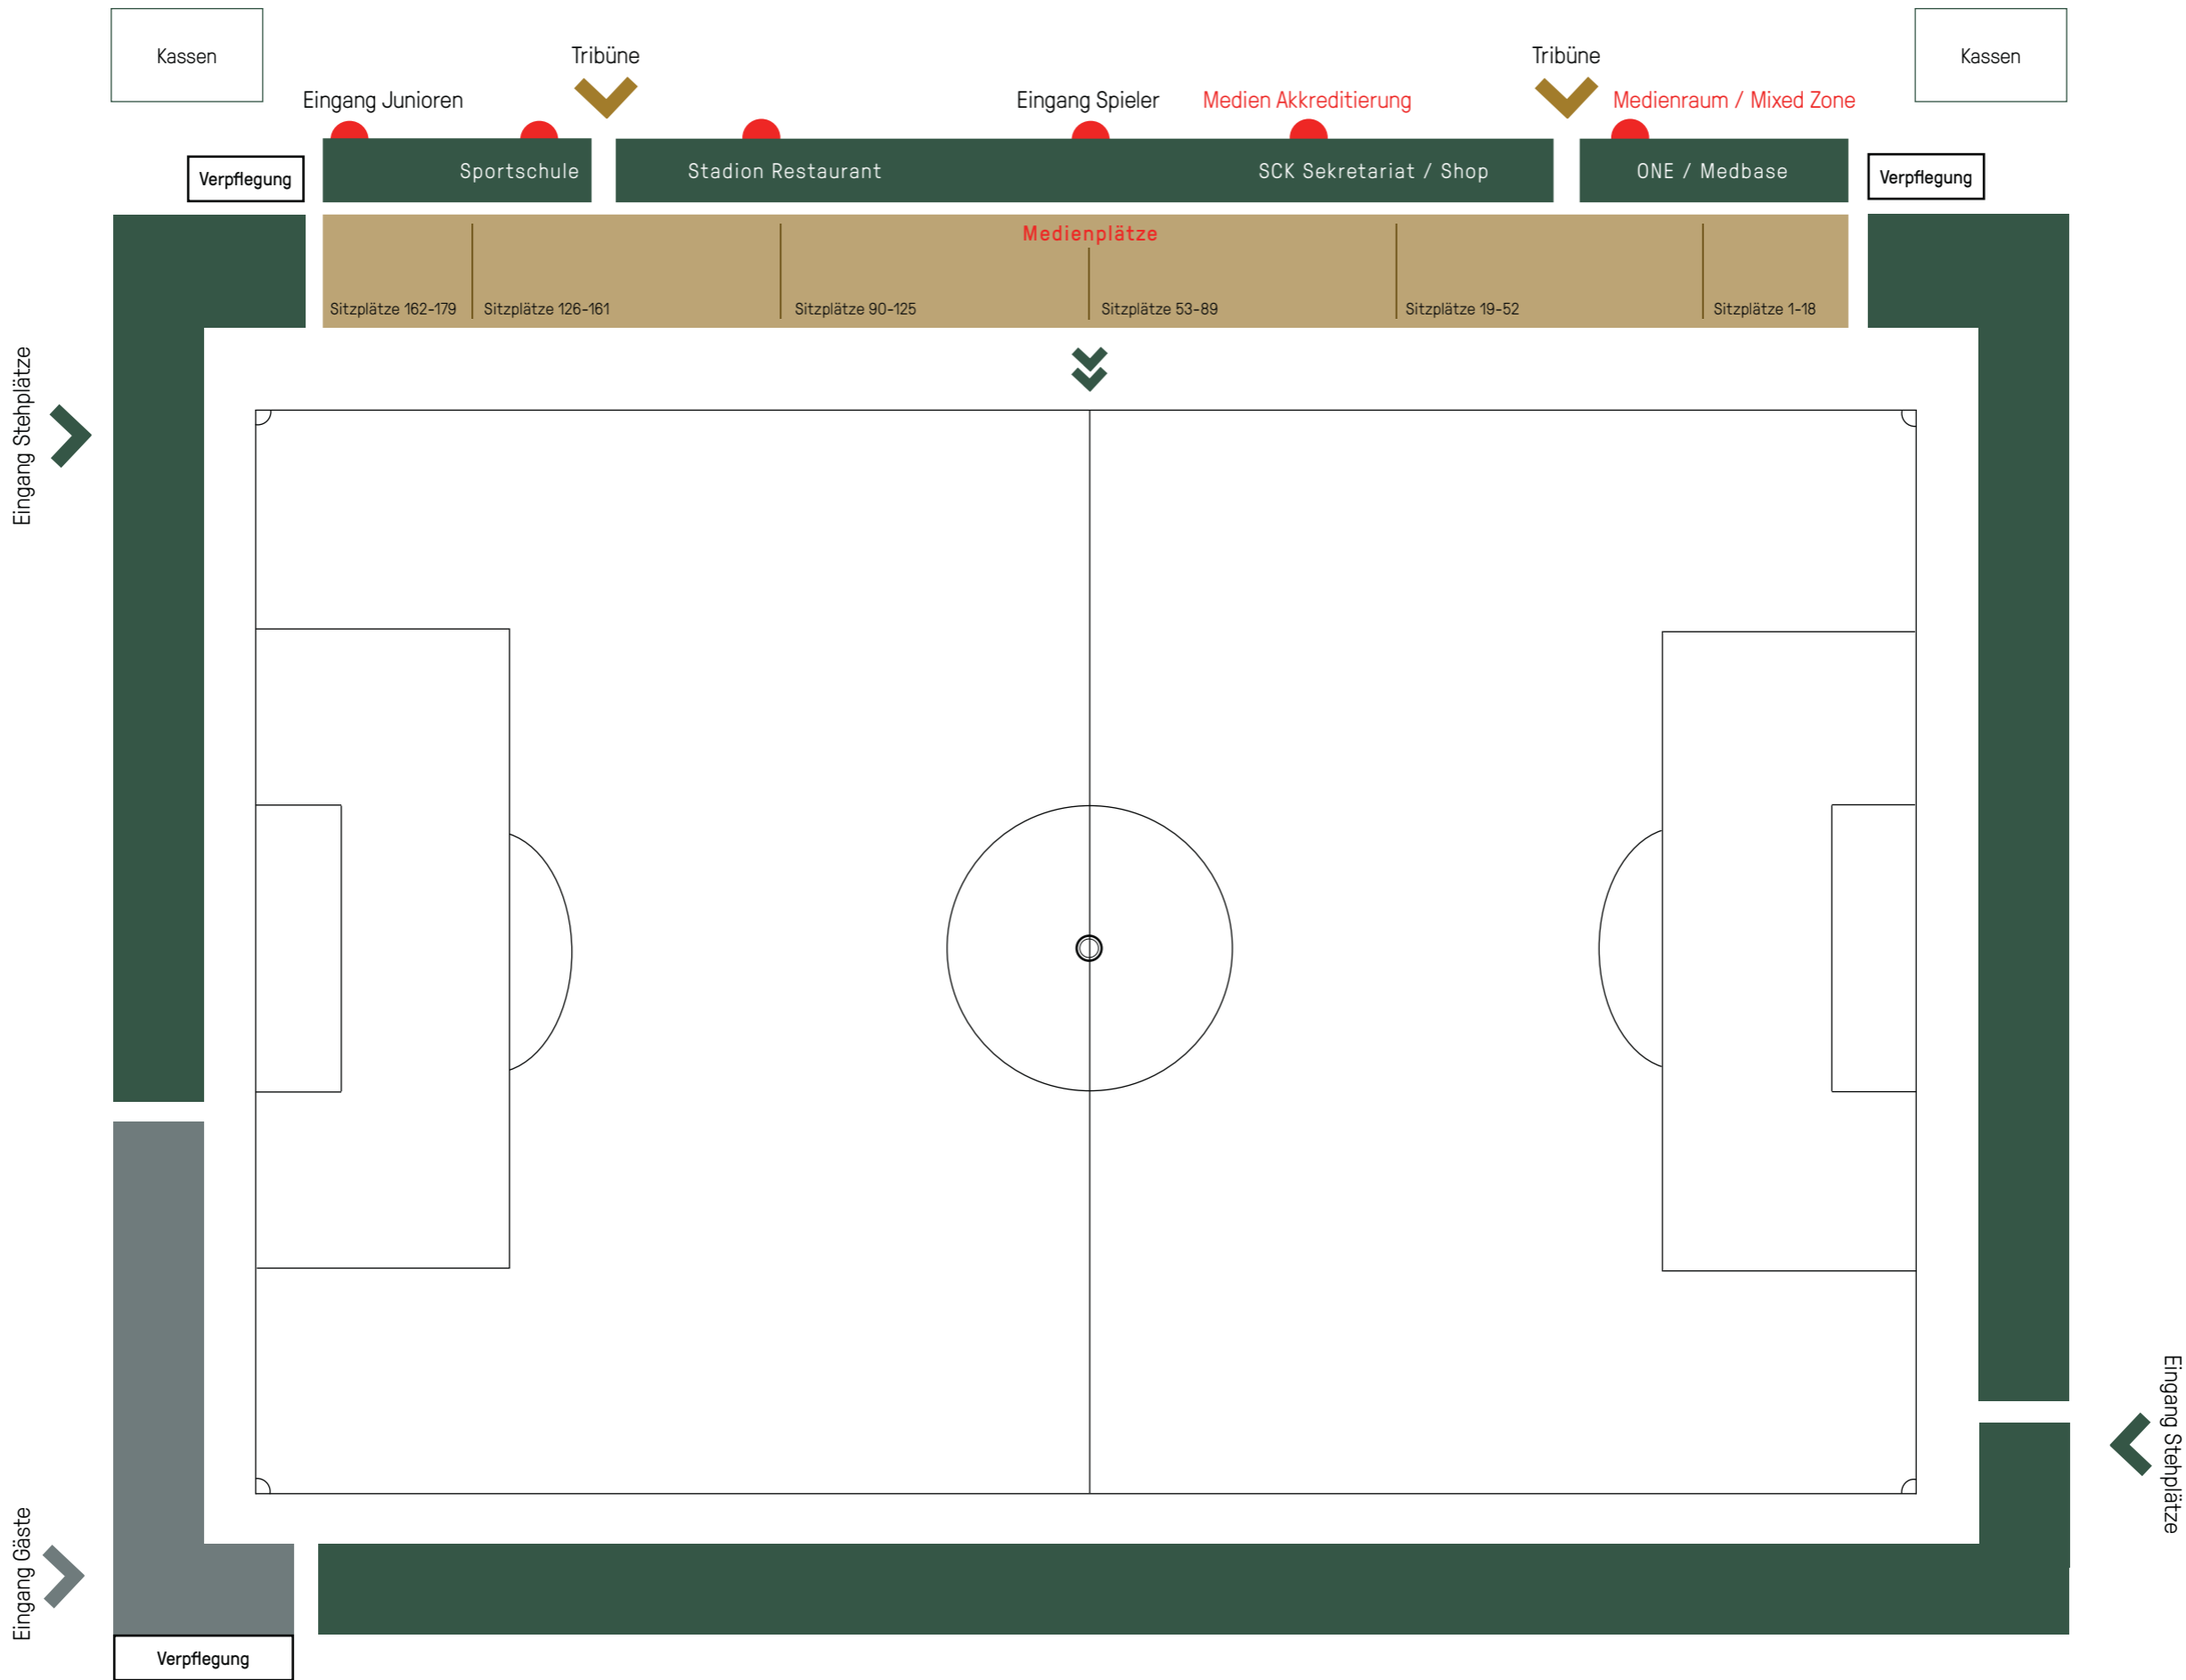 Kassen
Tribüne
Tribüne
Kassen
Eingang Junioren
Eingang Spieler
Medien Akkreditierung
Medienraum / Mixed Zone
Verpflegung
Sportschule
Stadion Restaurant
SCK Sekretariat / Shop
ONE / Medbase
Verpflegung
Medienplätze
Sitzplätze 162-179
Sitzplätze 126-161
Sitzplätze 90-125
Sitzplätze 53-89
Sitzplätze 19-52
Sitzplätze 1-18
Eingang Stehplätze
Eingang Stehplätze
Eingang Gäste
Verpflegung